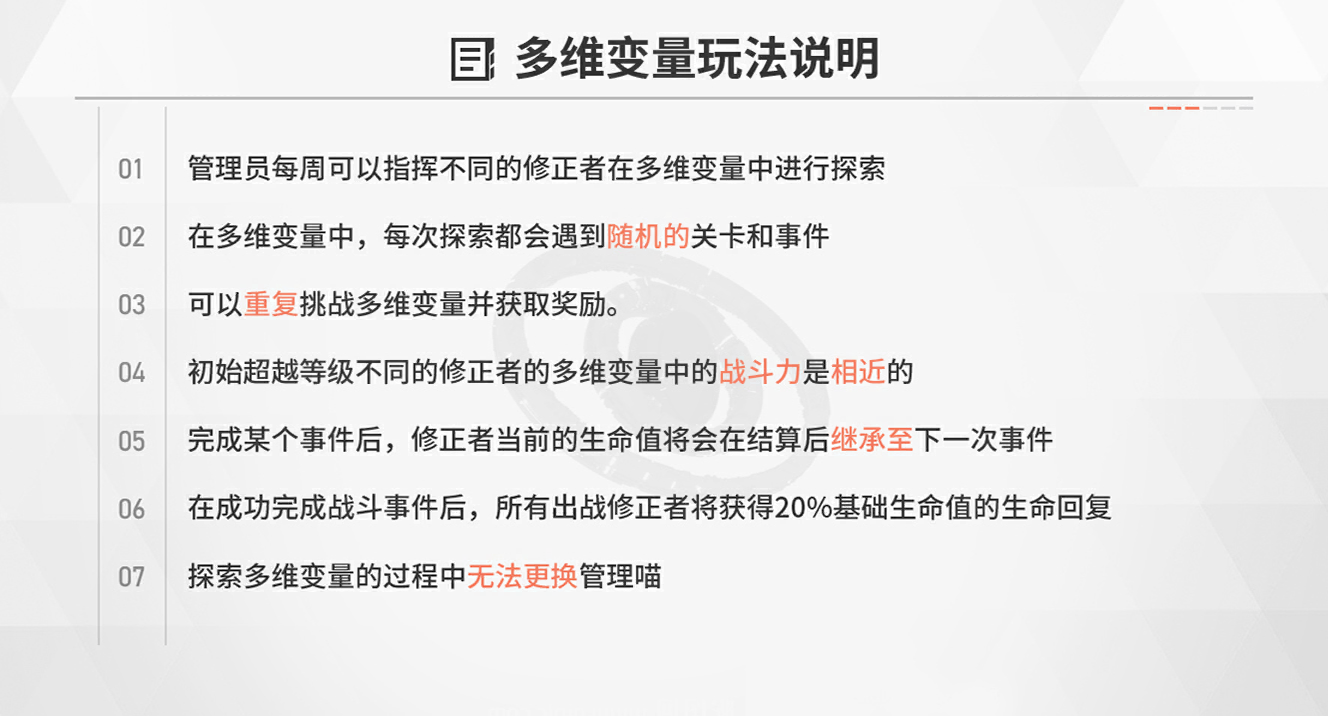 多维变量玩法说明
01 管理员每周可以指挥不同的修正者在多维变量中进行探索
02 在多维变量中，每次探索都会遇到随机的关卡和事件
03 可以重复挑战多维变量并获取奖励。
04 初始超越等级不同的修正者的多维变量中的战斗力是相近的
05 完成某个事件后，修正者当前的生命值将会在结算后继承至下一次事件
06 在成功完成战斗事件后，所有出战修正者将获得20%基础生命值的生命回复
07 探索多维变量的过程中无法更换管理喵